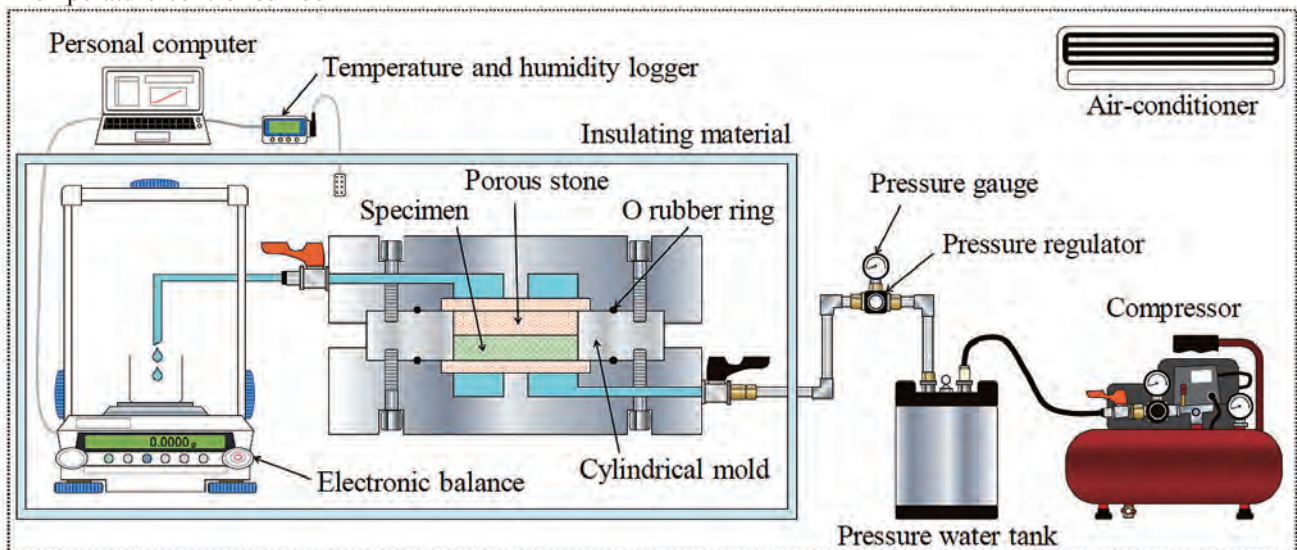 Personal computer
Temperature and humidity logger
Air-conditioner
Insulating material
Porous stone
Pressure gauge
Specimen
O rubber ring
Pressure regulator
Compressor
0.0000 g
Cylindrical mold
Electronic balance
Pressure water tank